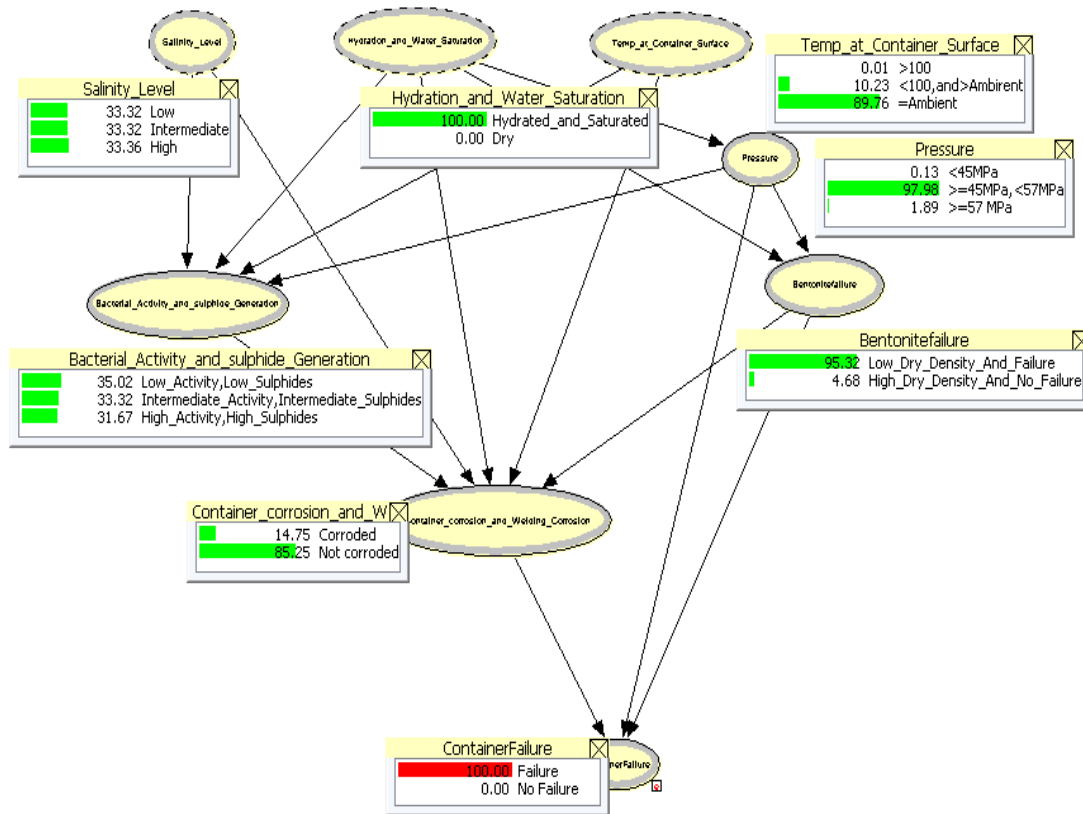 Salinity_Level
Hydration_and_Water_Saturation
Temp_at_Container_Surface
Temp_at_Container_Surface
0.01 >100
10.23 <100,and>Ambirent
89.76 =Ambient
Salinity_Level
33.32 Low
33.32 Intermediate
33.36 High
Hydration_and_Water_Saturation
100.00 Hydrated_and_Saturated
0.00 Dry
Pressure
Pressure
0.13 <45MPa
97.98 >=45MPa,<57MPa
1.89 >=57 MPa
Bacterial_Activity_and_sulphide_Generation
Bentonitefailure
Bacterial_Activity_and_sulphide_Generation
35.02 Low_Activity,Low_Sulphides
33.32 Intermediate_Activity,Intermediate_Sulphides
31.67 High_Activity,High_Sulphides
Bentonitefailure
95.32 Low_Dry_Density_And_Failure
4.68 High_Dry_Density_And_No_Failure
Container_corrosion_and_W
14.75 Corroded
85.25 Not corroded
ontainer_corrosion_and_Welding_Corrosion
ContainerFailure
100.00 Failure
0.00 No Failure
nerFailure
e